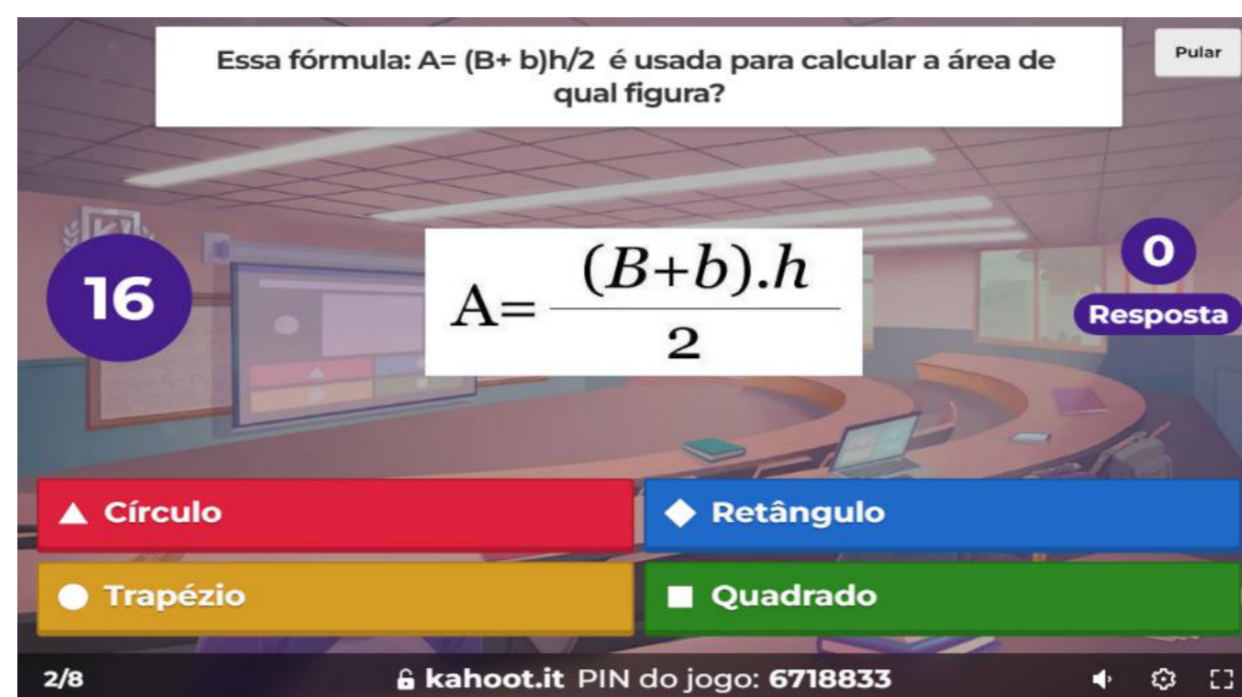 Essa fórmula: A= (B+ b)h/2 é usada para calcular a área de
qual figura?
Pular
16
A= (B+b).h
2
0
Resposta
Círculo
Retângulo
Trapézio
Quadrado
2/8
kahoot.it PIN do jogo: 6718833